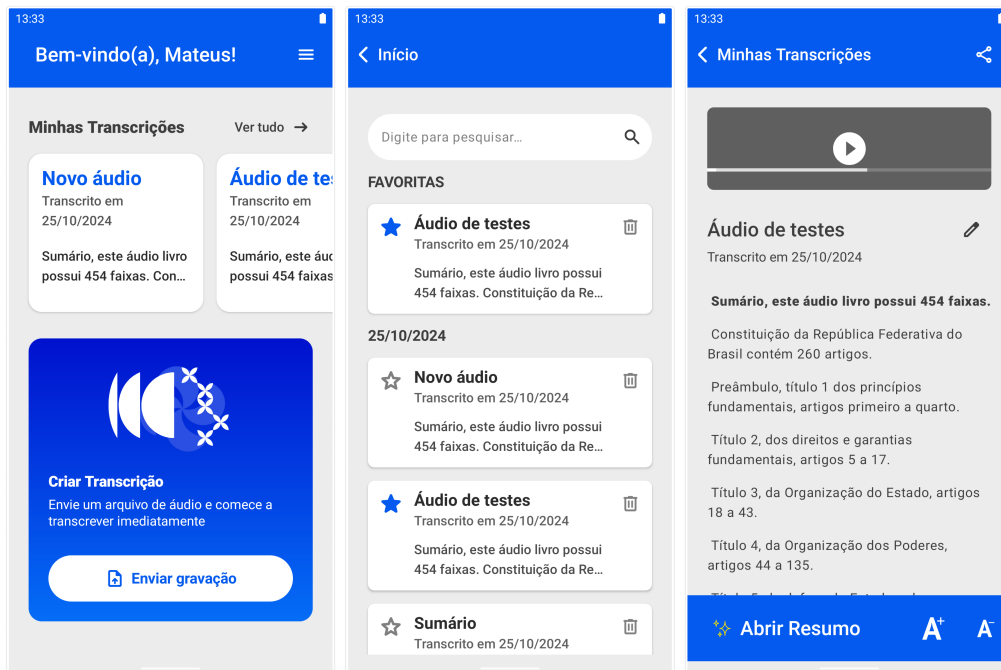 13:33
Bem-vindo(a), Mateus!
Minhas Transcrições
Ver tudo
Novo áudio
Transcrito em
25/10/2024
Sumário, este áudio livro
possui 454 faixas. Con...
Áudio de te
Transcrito em
25/10/2024
Sumário, este áud
possui 454 faixas
Criar Transcrição
Envie um arquivo de áudio e comece a
transcrever imediatamente
Enviar gravação
13:33
Início
Digite para pesquisar...
FAVORITAS
Áudio de testes
Transcrito em 25/10/2024
Sumário, este áudio livro possui
454 faixas. Constituição da Re...
25/10/2024
Novo áudio
Transcrito em 25/10/2024
Sumário, este áudio livro possui
454 faixas. Constituição da Re...
Áudio de testes
Transcrito em 25/10/2024
Sumário, este áudio livro possui
454 faixas. Constituição da Re...
Sumário
Transcrito em 25/10/2024
13:33
Minhas Transcrições
Áudio de testes
Transcrito em 25/10/2024
Sumário, este áudio livro possui 454 faixas.
Constituição da República Federativa do
Brasil contém 260 artigos.
Preâmbulo, título 1 dos princípios
fundamentais, artigos primeiro a quarto.
Título 2, dos direitos e garantias
fundamentais, artigos 5 a 17.
Título 3, da Organização do Estado, artigos
18 a 43.
Título 4, da Organização dos Poderes,
artigos 44 a 135.
Abrir Resumo
A+
A-